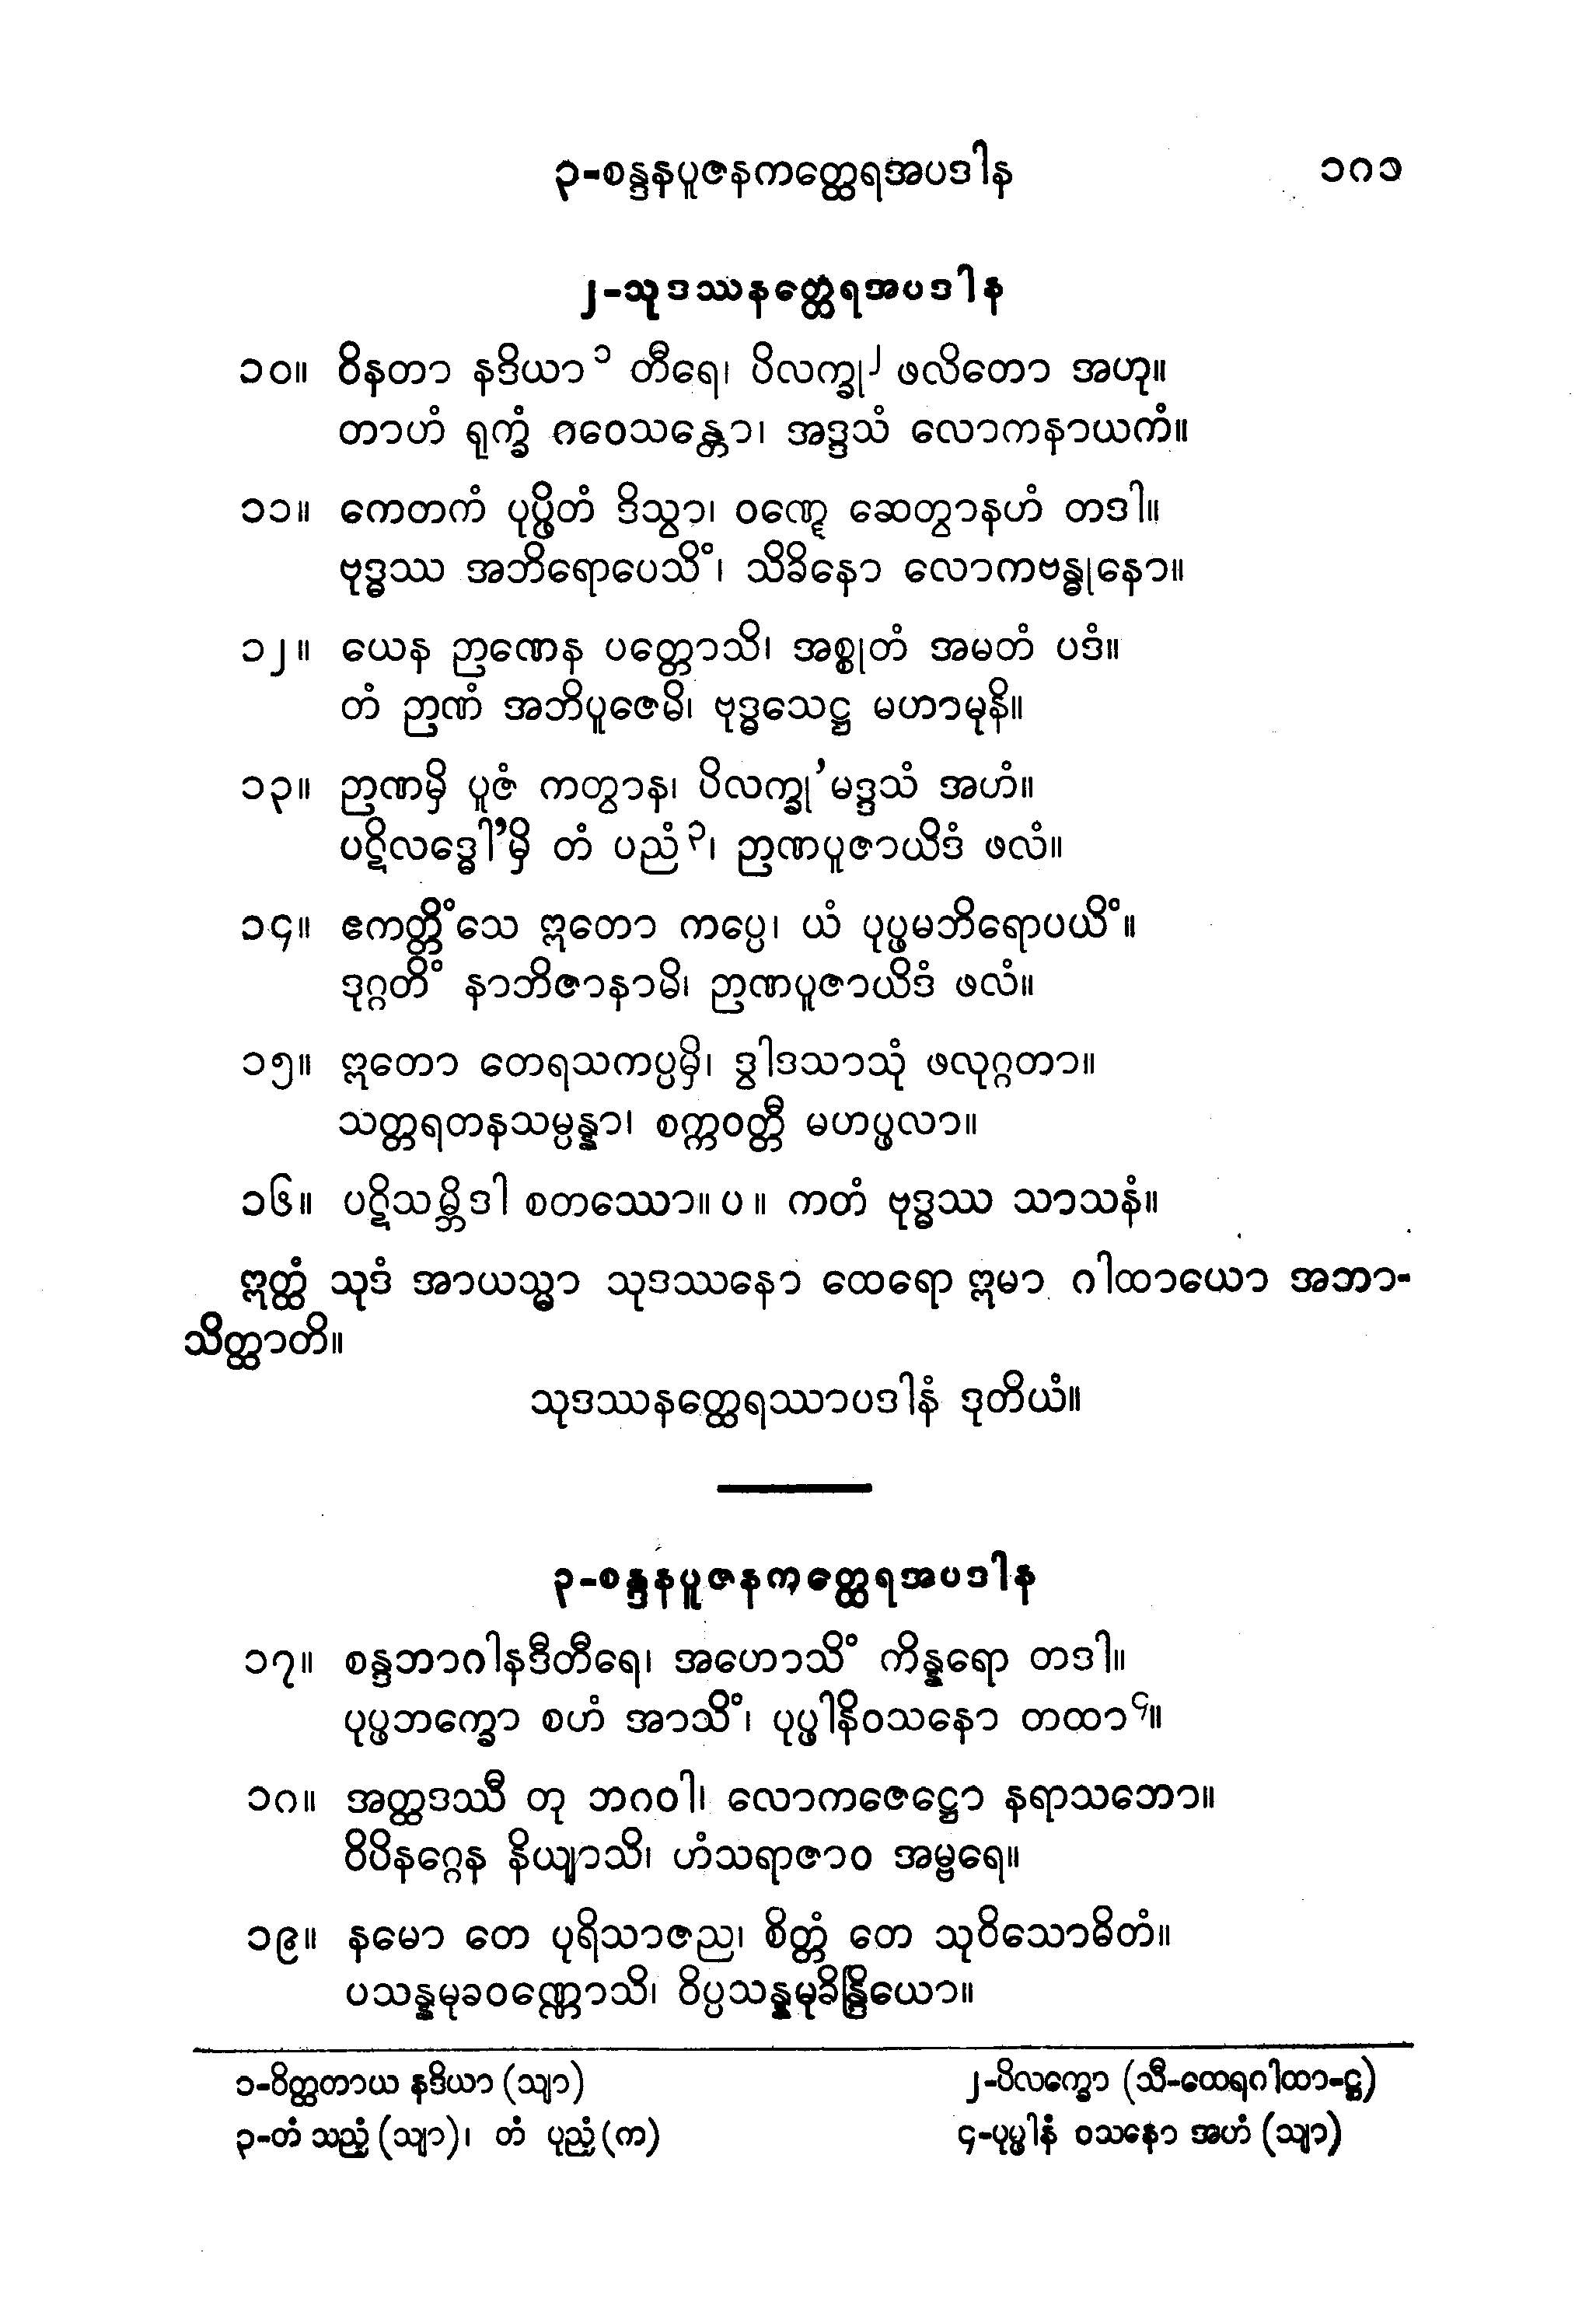 ၃-စန္ဒနပူဇနကတ္ထေရအပဒါန ၁၈၁
၂-သုဒဿနတ္ထေရအပဒါန
၁၀။ ဝိနတာ နဒိယာ၁ တီရေ၊ ပိလက္ခု၂ ဖလိတော အဟု။
တာဟံ ရုက္ခံ ဂဝေသန္တော၊ အဒ္ဒသံ လောကနာယကံ။
၁၁။ ကေတကံ ပုပ္ဖိတံ ဒိသွာ၊ ဝဏ္ဋေ ဆေတွာနဟံ တဒါ။
ဗုဒ္ဓဿ အဘိရောပေသိံ၊ သိခိနော လောကဗန္ဓုနော။
၁၂။ ယေန ဉာဏေန ပတ္တောသိ၊ အစ္စုတံ အမတံ ပဒံ။
တံ ဉာဏံ အဘိပူဇေမိ၊ ဗုဒ္ဓသေဋ္ဌ မဟာမုနိ။
၁၃။ ဉာဏမှိ ပူဇံ ကတွာန၊ ပိလက္ခု’မဒ္ဒသံ အဟံ။
ပဋိလဒ္ဓေါ’မှိ တံ ပညံ၃၊ ဉာဏပူဇာယိဒံ ဖလံ။
၁၄။ ဧကတ္တိံသေ ဣတော ကပ္ပေ၊ ယံ ပုပ္ဖမဘိရောပယိံ။
ဒုဂ္ဂတိံ နာဘိဇာနာမိ၊ ဉာဏပူဇာယိဒံ ဖလံ။
၁၅။ ဣတော တေရသကပ္ပမှိ၊ ဒွါဒသာသုံ ဖလုဂ္ဂတာ။
သတ္တရတနသမ္ပန္နာ၊ စက္ကဝတ္တီ မဟပ္ဖလာ။
၁၆။ ပဋိသမ္ဘိဒါ စတဿော။ ပ ။ ကတံ ဗုဒ္ဓဿ သာသနံ။
ဣတ္ထံ သုဒံ အာယသ္မာ သုဒဿနော ထေရော ဣမာ ဂါထာယော အဘာ-
သိတ္ထာတိ။
သုဒဿနတ္ထေရဿာပဒါနံ ဒုတိယံ။
၃-စန္ဒနပူဇနကတ္ထေရအပဒါန
၁၇။ စန္ဒဘာဂါနဒီတီရေ၊ အဟောသိံ ကိန္နရော တဒါ။
ပုပ္ဖဘက္ခော စဟံ အာသိံ၊ ပုပ္ဖါနိဝသနော တထာ၄။
၁၈။ အတ္ထဒဿီ တု ဘဂဝါ၊ လောကဇေဋ္ဌော နရာသဘော။
ဝိပိနဂ္ဂေန နိယျာသိ၊ ဟံသရာဇာဝ အမ္ဗရေ။
၁၉။ နမော တေ ပုရိသာဇည၊ စိတ္တံ တေ သုဝိသောဓိတံ။
ပသန္နမုခဝဏ္ဏောသိ၊ ဝိပ္ပသန္နမုခိန္ဒြိယော။
၁-ဝိတ္ထတာယ နဒိယာ (သျာ) ၂-ပိလက္ခော (သီ-ထေရဂါထာ-ဋ္ဌ)
၃-တံ သညံ့ (သျာ)၊ တံ ပုညံ့ (က) ၄-ပုပ္ဖါနံ ဝသနော အဟံ (သျာ)